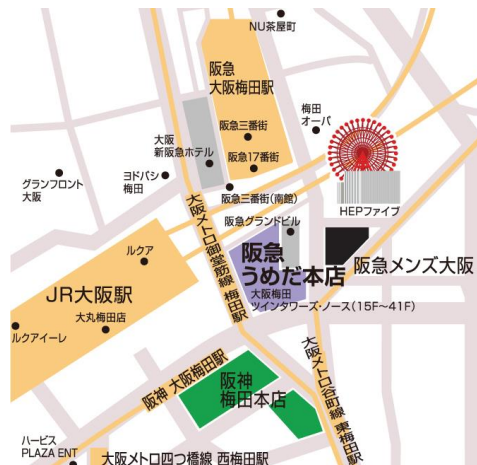 NU茶屋町
阪急
大阪梅田駅
梅田
オーパ
阪急三番街
大阪
新阪急ホテル
阪急17番街
ヨドバシ
梅田
グランフロント
大阪
阪急三番街(南館)
HEPファイブ
阪急グランドビル
大阪メトロ御堂筋線 梅田駅
阪急
うめだ本店
阪急メンズ大阪
ルクア
大阪梅田
ツインタワーズ・ノース(15F〜41F)
JR大阪駅
大丸梅田店
ルクアイーレ
大阪メトロ谷町線 東梅田駅
阪神 大阪梅田駅
阪神
梅田本店
ハービス
PLAZA ENT
大阪メトロ四つ橋線 西梅田駅